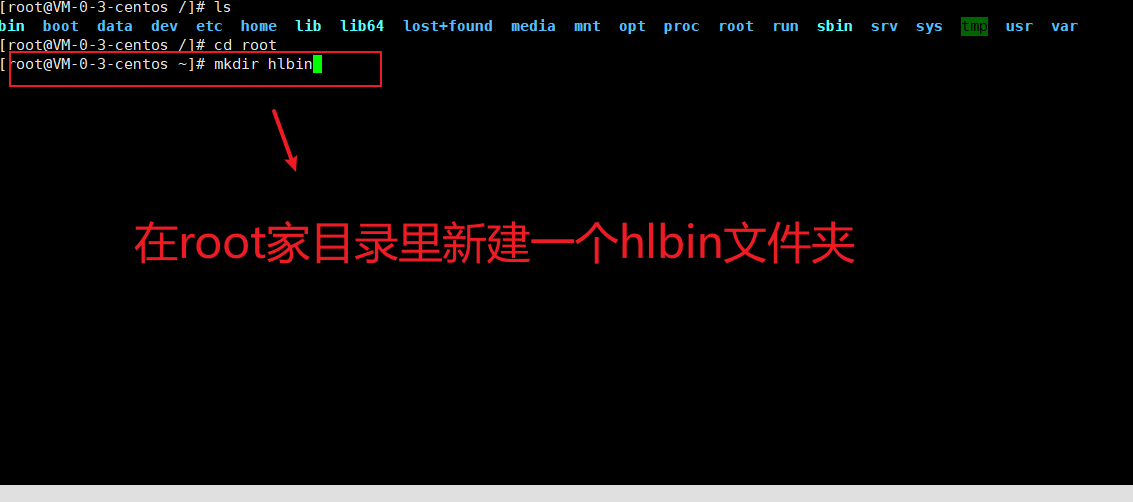 [root@VM-0-3-centos /]# ls
bin boot data dev etc home lib lib64 lost+found media mnt opt proc root run sbin srv sys tmp usr var
[root@VM-0-3-centos /]# cd root
[root@VM-0-3-centos ~]# mkdir hlbin
在root家目录里新建一个hlbin文件夹